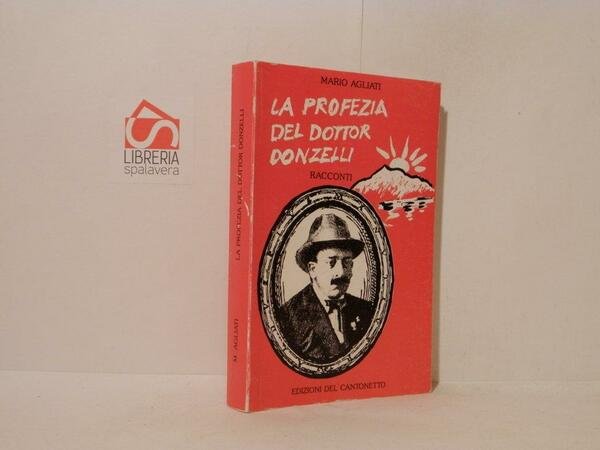 LIBRERIA
spalavera
LA PROFEZIA DEL DOTTOR DONZELLI
M. AGLIATI
MARIO AGLIATI
LA PROFEZIA
DEL DOTTOR
DONZELLI
RACCONTI
EDIZIONI DEL CANTONETTO